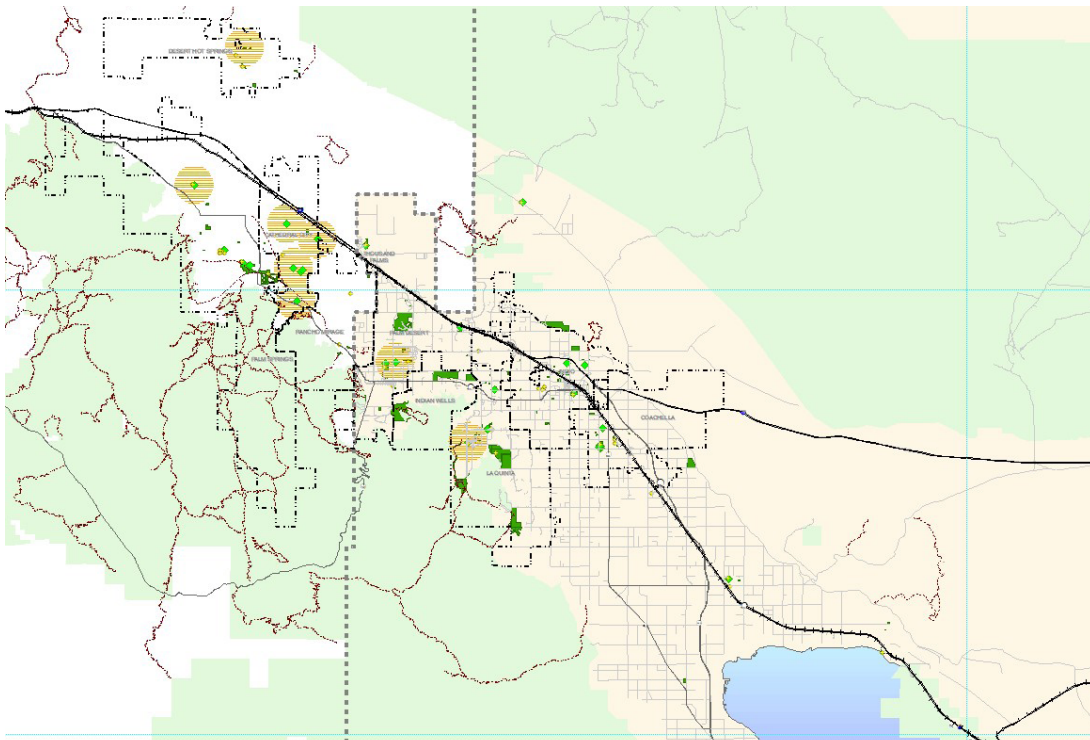 DESERT HOT SPRINGS
CATHEDRAL CITY
THOUSAND
PALMS
RANCHO MIRAGE
PALM DESERT
PALM SPRINGS
INDIAN WELLS
COACHELLA
LA QUINTA